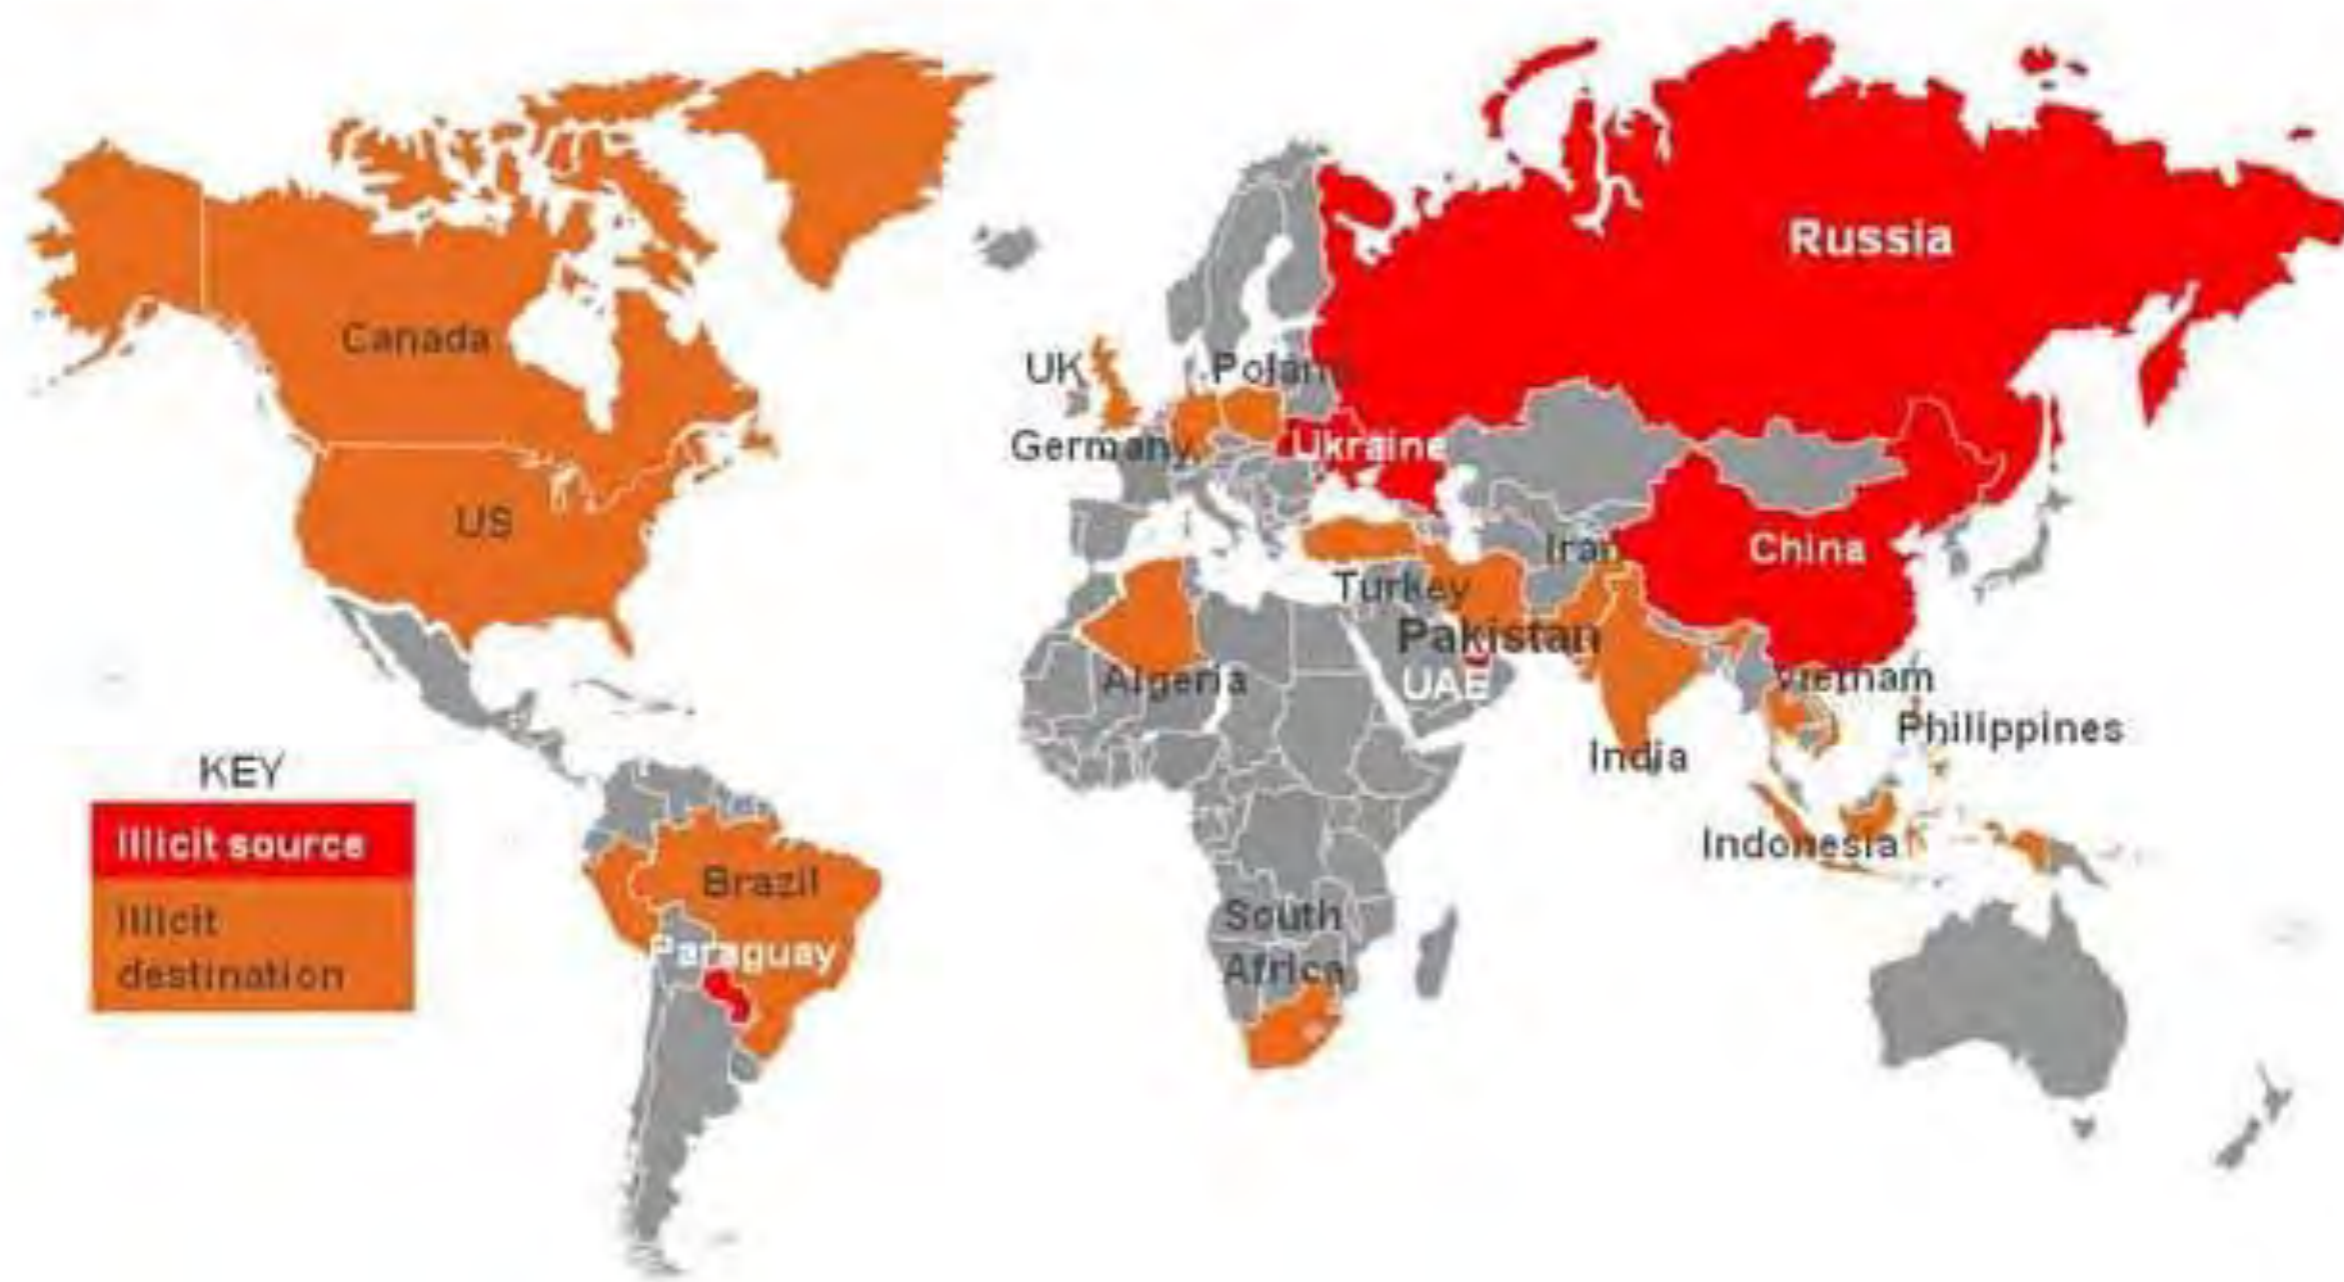 Russia
Canada
UK
Poland
Germany
Ukraine
US
Iran
China
Turkey
Pakistan
Algeria
UAE
Vietnam
Philippines
India
KEY
Illicit source
Illicit
destination
Indonesia
Brazil
South
Africa
Paraguay